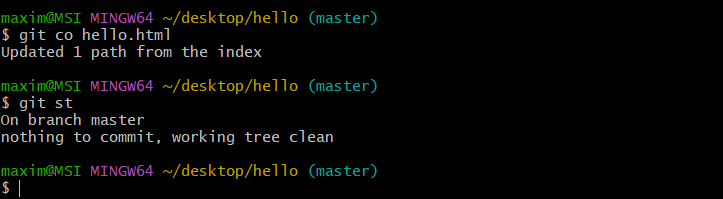 maxim@MSI MINGW64 ~/desktop/hello (master)
$ git co hello.html
Updated 1 path from the index
maxim@MSI MINGW64 ~/desktop/hello (master)
$ git st
On branch master
nothing to commit, working tree clean
maxim@MSI MINGW64 ~/desktop/hello (master)
$